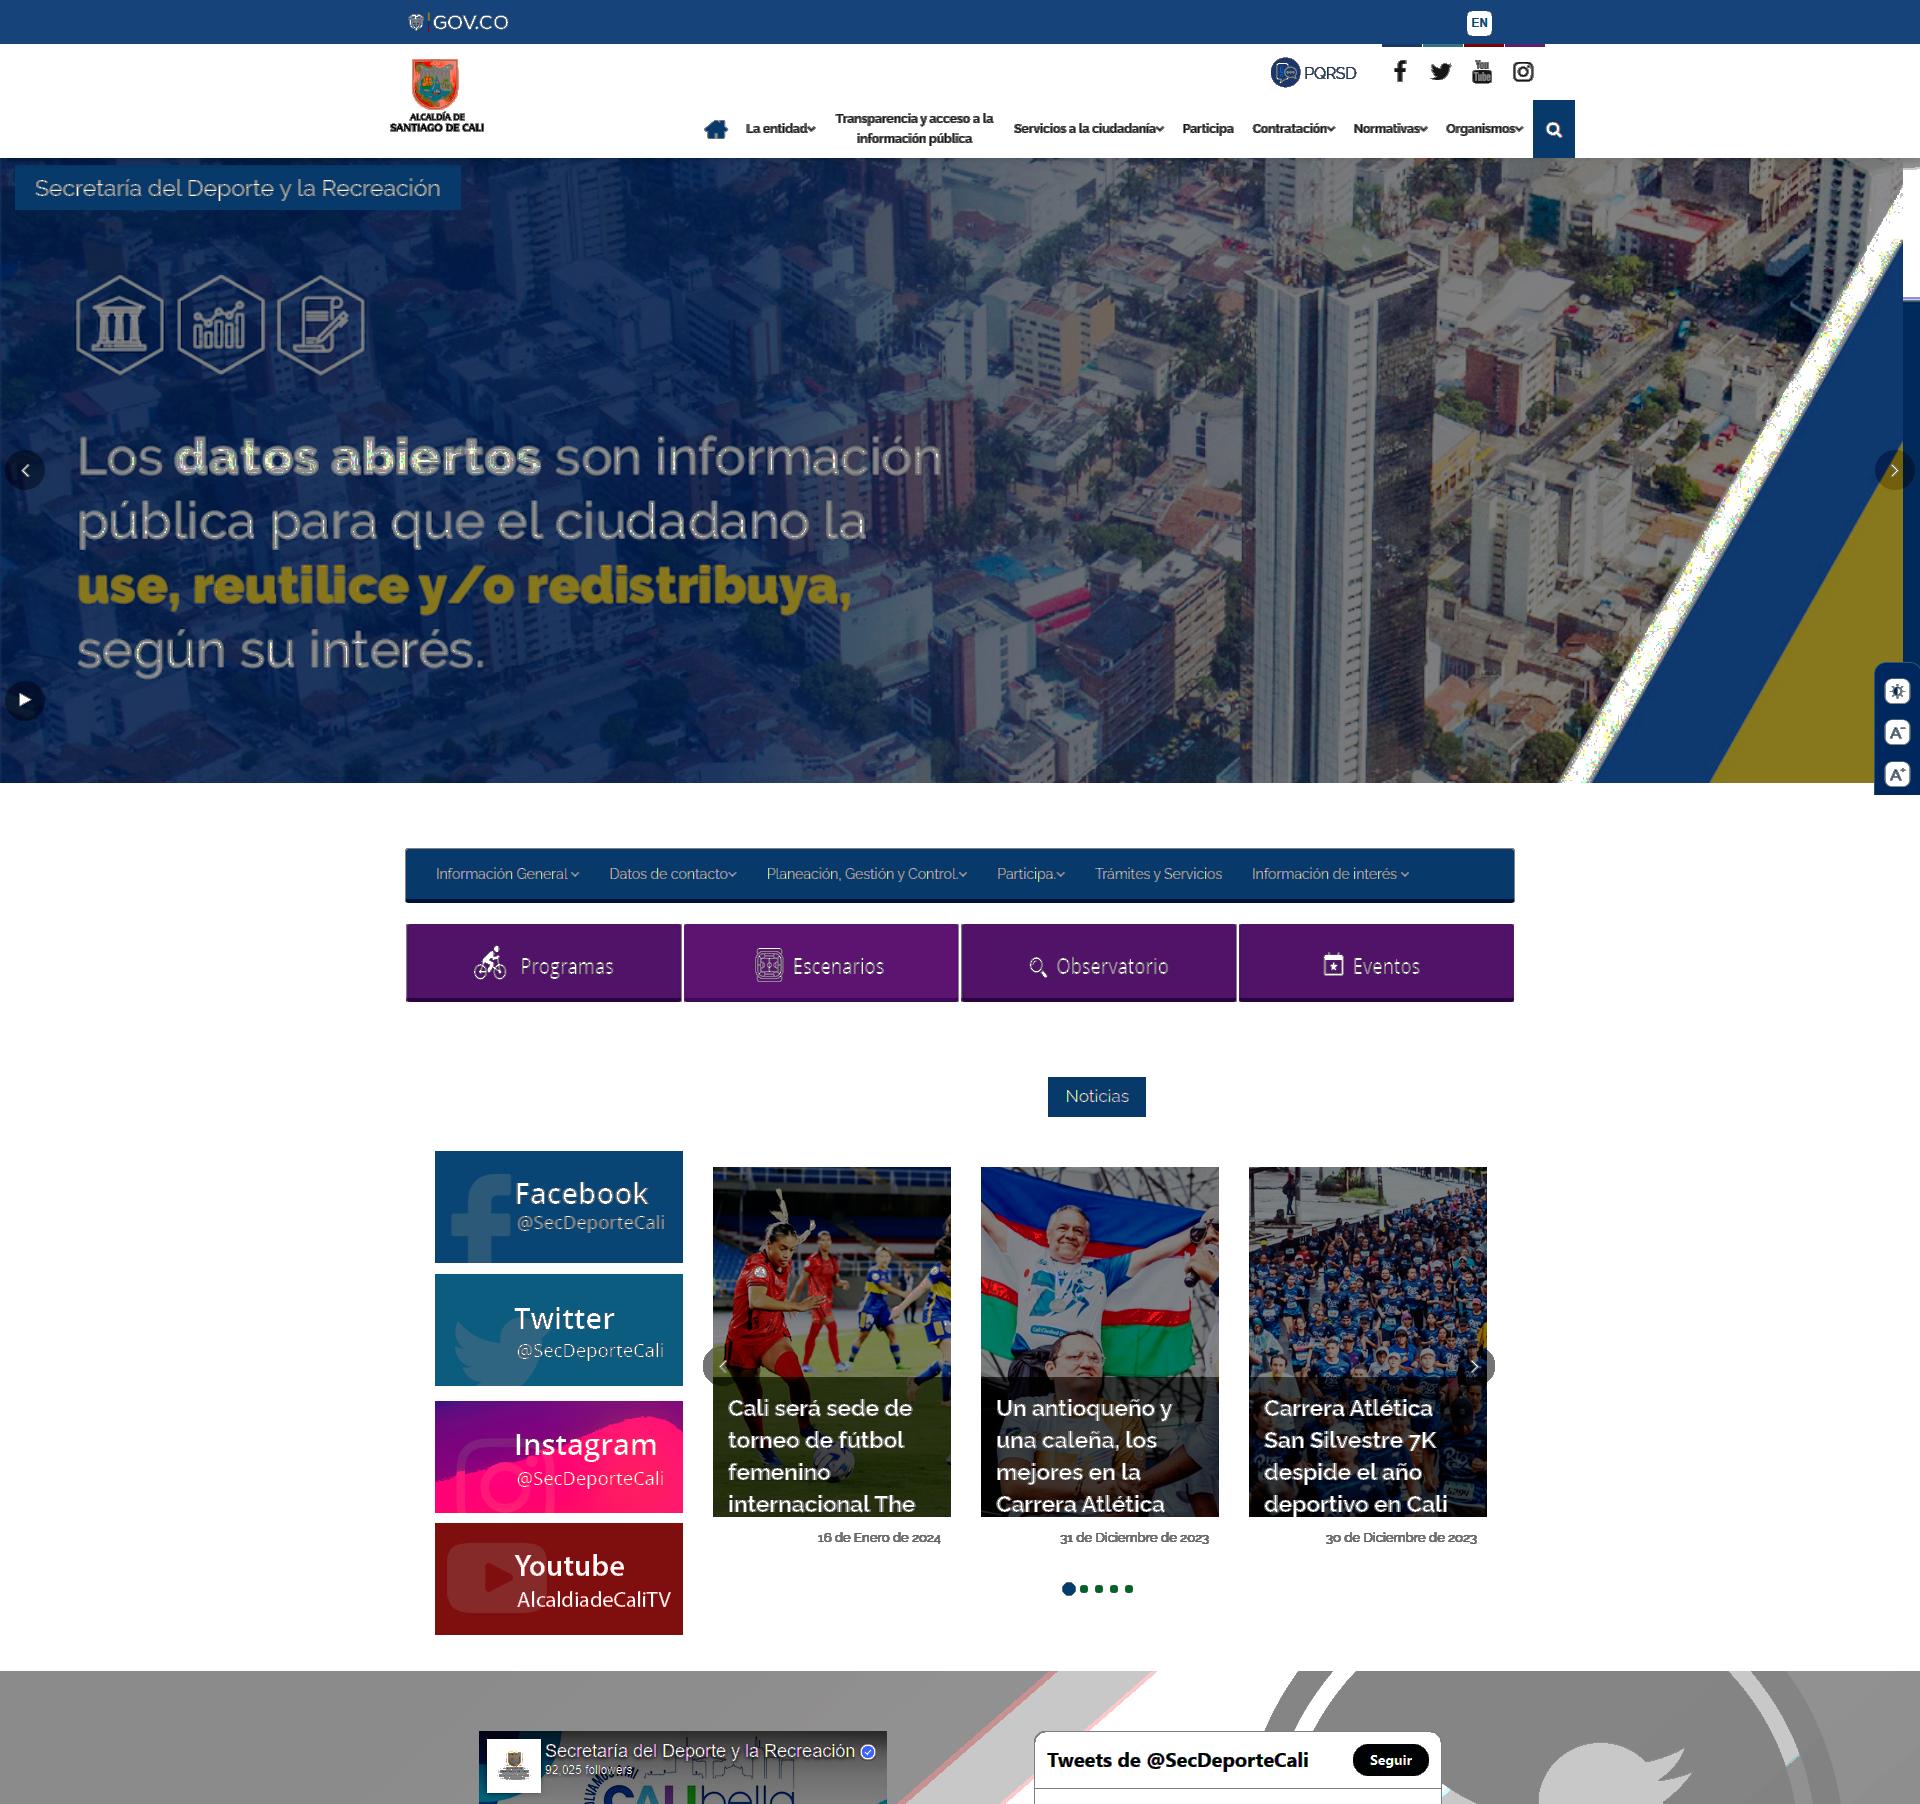 GOV.CO
EN
ALCALDÍA DE
SANTIAGO DE CALI
PQRSD
You
Tube
La entidad
Transparencia y acceso a la
información pública
Servicios a la ciudadanía
Participa
Contratación
Normativas
Organismos
Secretaría del Deporte y la Recreación
Los datos abiertos son información
pública para que el ciudadano la
use, reutilice y/o redistribuya,
según su interés.
A-
A+
Información General
Datos de contacto
Planeación, Gestión y Control.
Participa.
Trámites y Servicios
Información de interés
Programas
Escenarios
Observatorio
Eventos
Noticias
Facebook
@SecDeporteCali
Twitter
@SecDeporteCali
Instagram
@SecDeporteCali
Youtube
AlcaldiadeCaliTV
Cali será sede de
torneo de fútbol
femenino
internacional The
16 de Enero de 2024
Un antioqueño y
una caleña, los
mejores en la
Carrera Atlética
31 de Diciembre de 2023
Carrera Atlética
San Silvestre 7K
despide el año
deportivo en Cali
30 de Diciembre de 2023
Secretaría del Deporte y la Recreación
92,025 followers
CALIbella
Tweets de @SecDeporteCali
Seguir